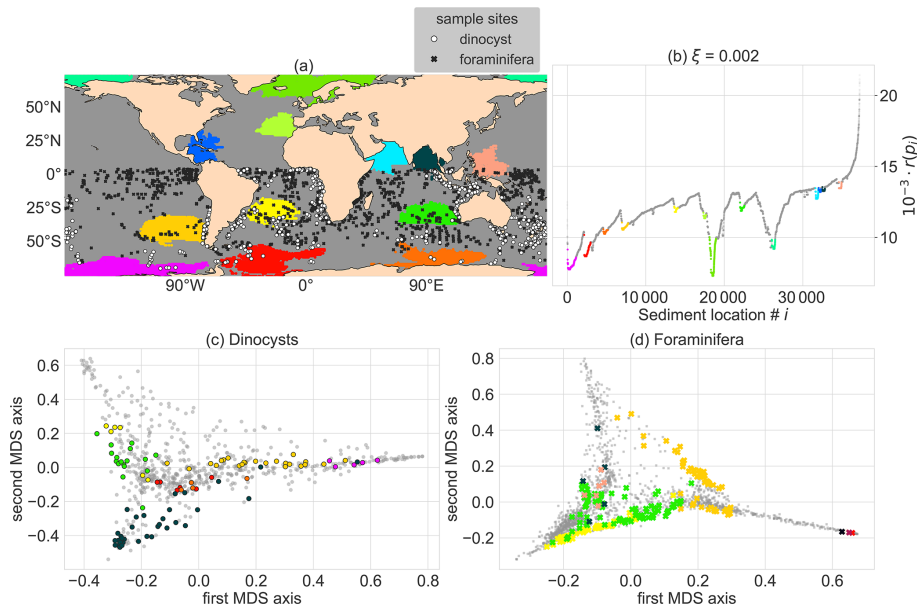 sample sites
dinocyst
foraminifera
(a)
50°N
25°N
0°
25°S
50°S
90°W
0°
90°E
(b) ξ = 0.002
20
15
10
10⁻³ · r(pᵢ)
0
10 000
20 000
30 000
Sediment location # i
(c) Dinocysts
0.6
0.4
0.2
0.0
−0.2
−0.4
second MDS axis
−0.4
−0.2
0.0
0.2
0.4
0.6
0.8
first MDS axis
(d) Foraminifera
0.8
0.6
0.4
0.2
0.0
−0.2
second MDS axis
−0.2
0.0
0.2
0.4
0.6
first MDS axis